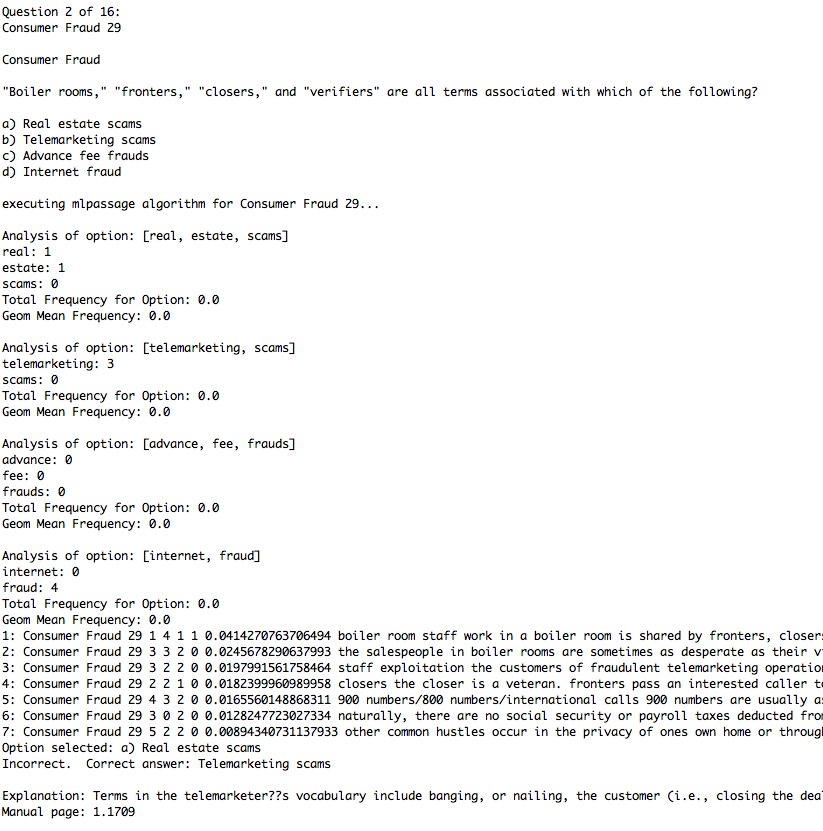 Question 2 of 16:
Consumer Fraud 29
Consumer Fraud
"Boiler rooms," "fronters," "closers," and "verifiers" are all terms associated with which of the following?
a) Real estate scams
b) Telemarketing scams
c) Advance fee frauds
d) Internet fraud
executing mlpassage algorithm for Consumer Fraud 29...
Analysis of option: [real, estate, scams]
real: 1
estate: 1
scams: 0
Total Frequency for Option: 0.0
Geom Mean Frequency: 0.0
Analysis of option: [telemarketing, scams]
telemarketing: 3
scams: 0
Total Frequency for Option: 0.0
Geom Mean Frequency: 0.0
Analysis of option: [advance, fee, frauds]
advance: 0
fee: 0
frauds: 0
Total Frequency for Option: 0.0
Geom Mean Frequency: 0.0
Analysis of option: [internet, fraud]
internet: 0
fraud: 4
Total Frequency for Option: 0.0
Geom Mean Frequency: 0.0
1: Consumer Fraud 29 1 4 1 1 0.0414270763706494 boiler room staff work in a boiler room is shared by fronters, closers
2: Consumer Fraud 29 3 3 2 0 0.0245678290637993 the salespeople in boiler rooms are sometimes as desperate as their v
3: Consumer Fraud 29 3 2 2 0 0.0197991561758464 staff exploitation the customers of fraudulent telemarketing operatio
4: Consumer Fraud 29 2 2 1 0 0.0182399960989958 closers the closer is a veteran. fronters pass an interested caller t
5: Consumer Fraud 29 4 3 2 0 0.0165560148868311 900 numbers/800 numbers/international calls 900 numbers are usually a
6: Consumer Fraud 29 3 0 2 0 0.0128247723027334 naturally, there are no social security or payroll taxes deducted fro
7: Consumer Fraud 29 5 2 2 0 0.00894340731137933 other common hustles occur in the privacy of ones own home or throug
Option selected: a) Real estate scams
Incorrect.  Correct answer: Telemarketing scams
Explanation: Terms in the telemarketer??s vocabulary include banging, or nailing, the customer (i.e., closing the dea
Manual page: 1.1709